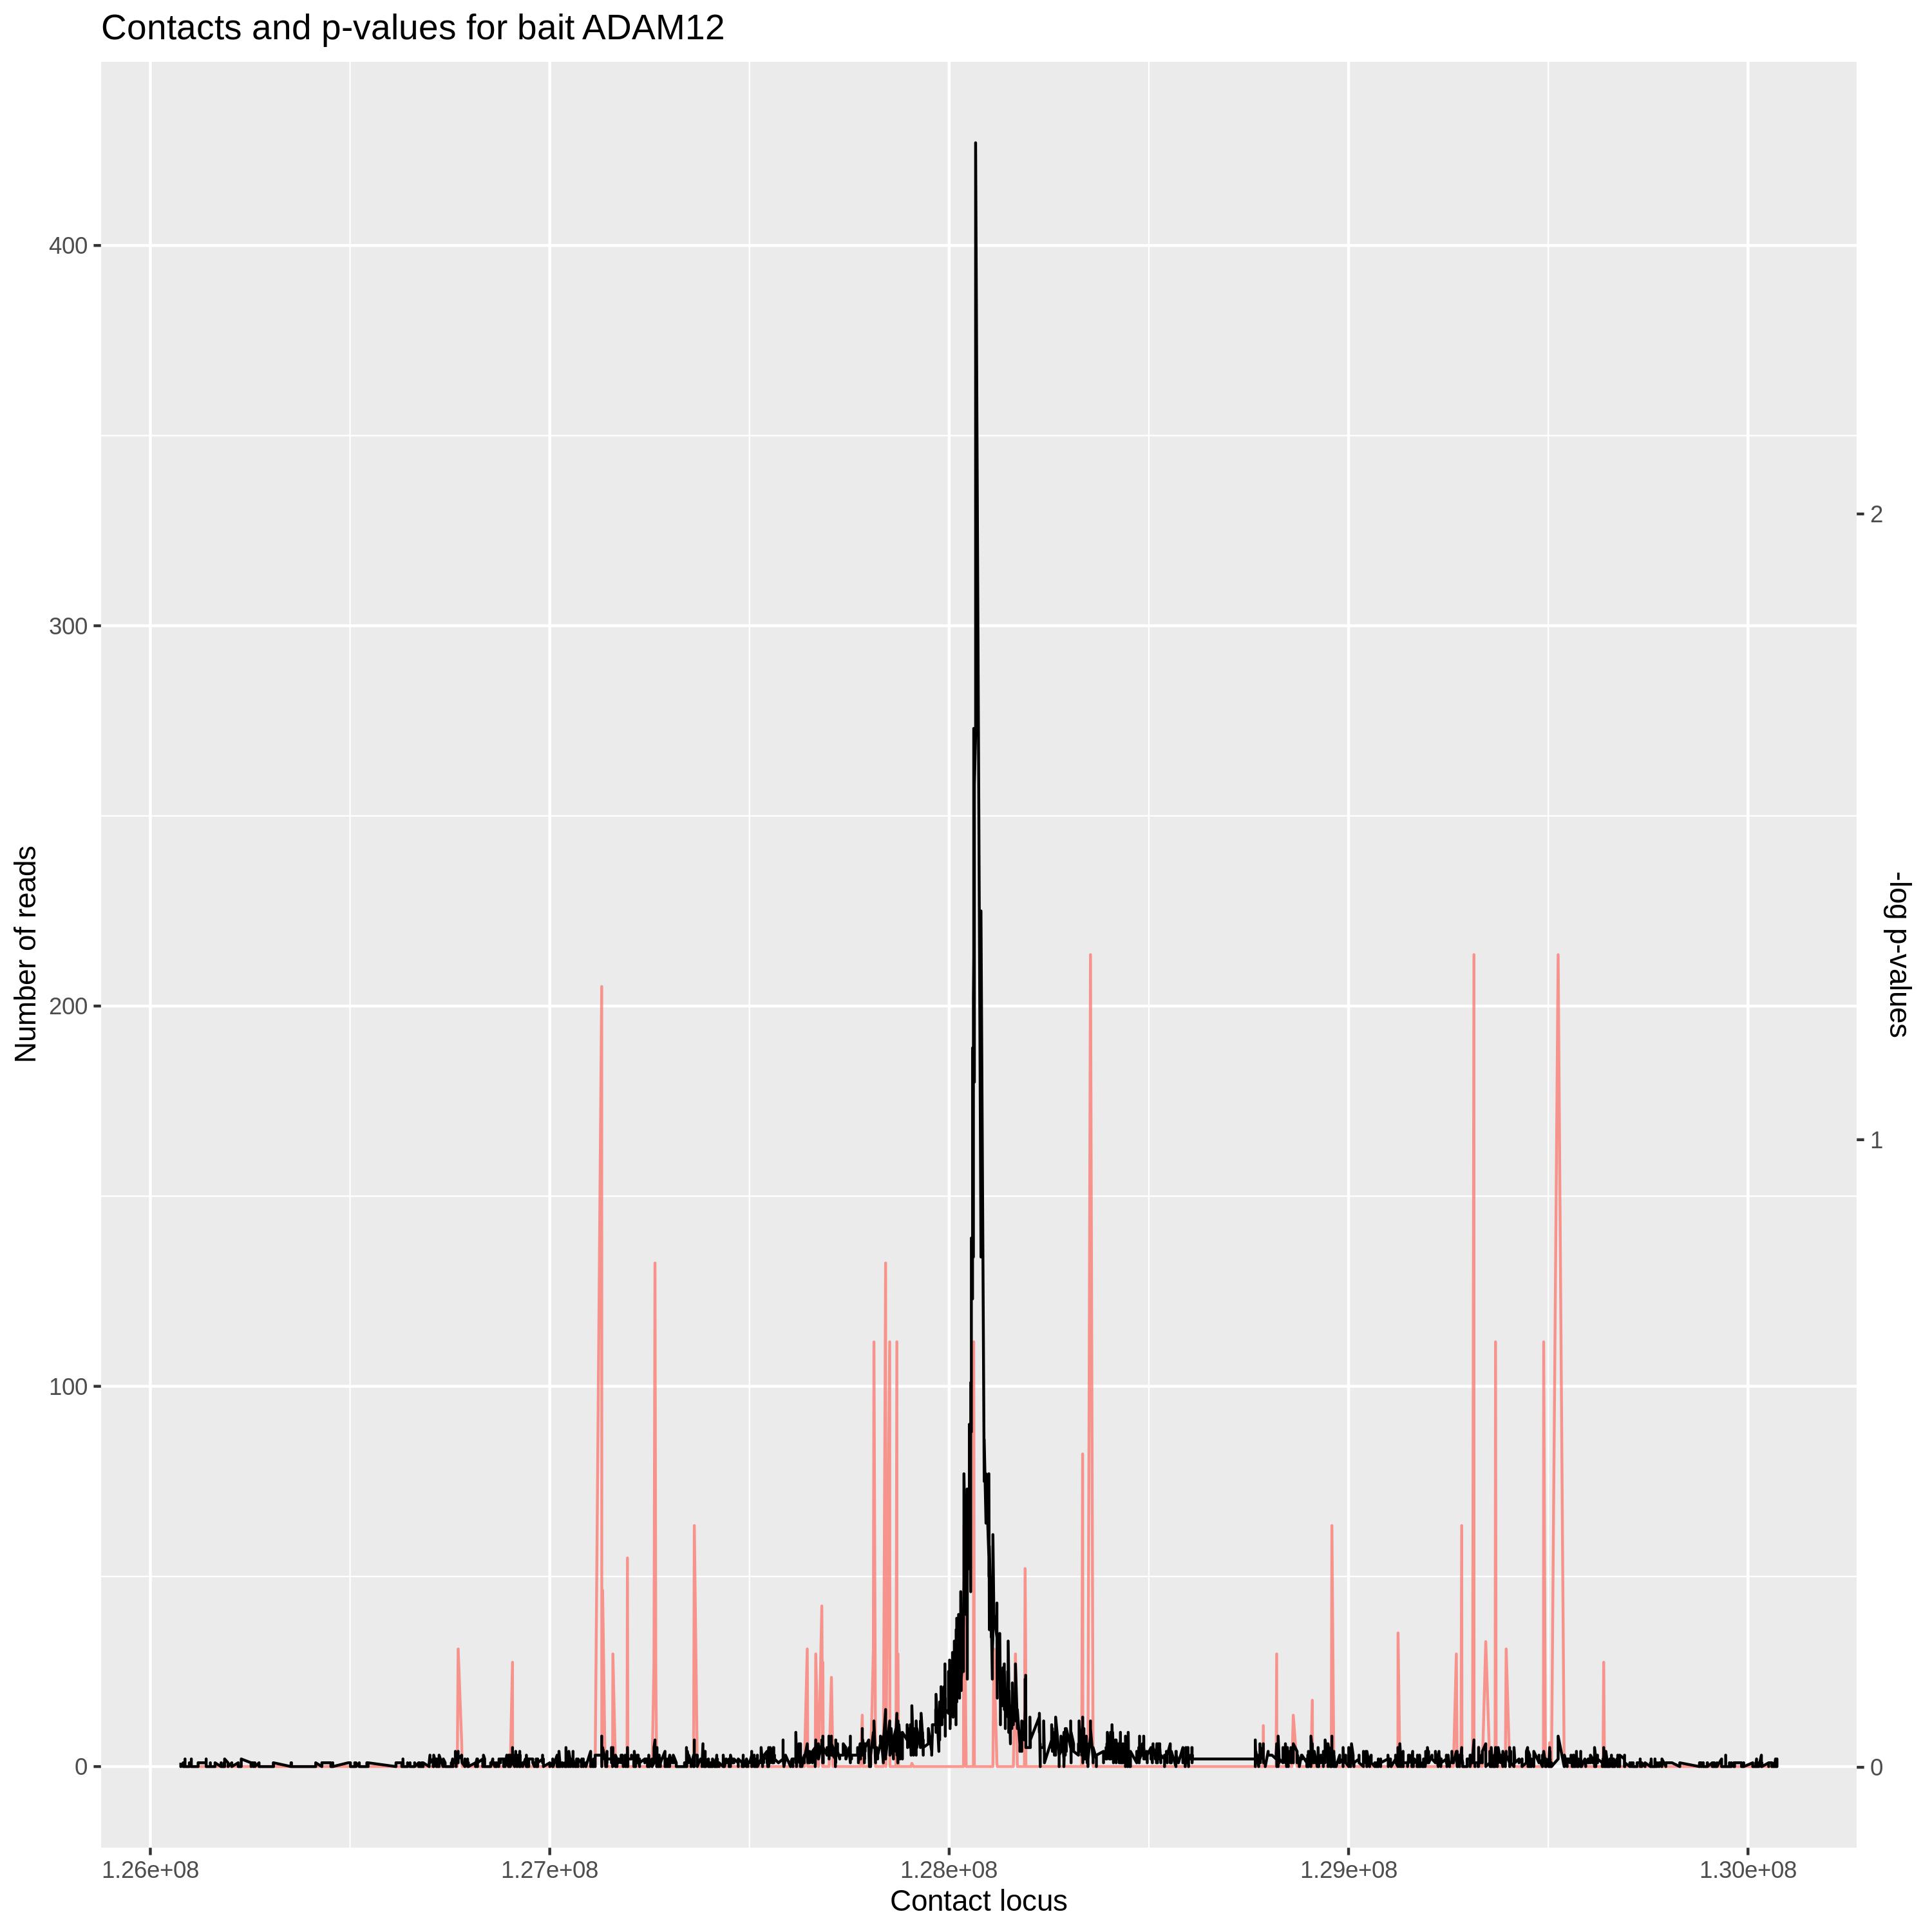 Contacts and p-values for bait ADAM12
400
300
200
100
0
Number of reads
2
1
0
-log p-values
1.26e+08
1.27e+08
1.28e+08
1.29e+08
1.30e+08
Contact locus